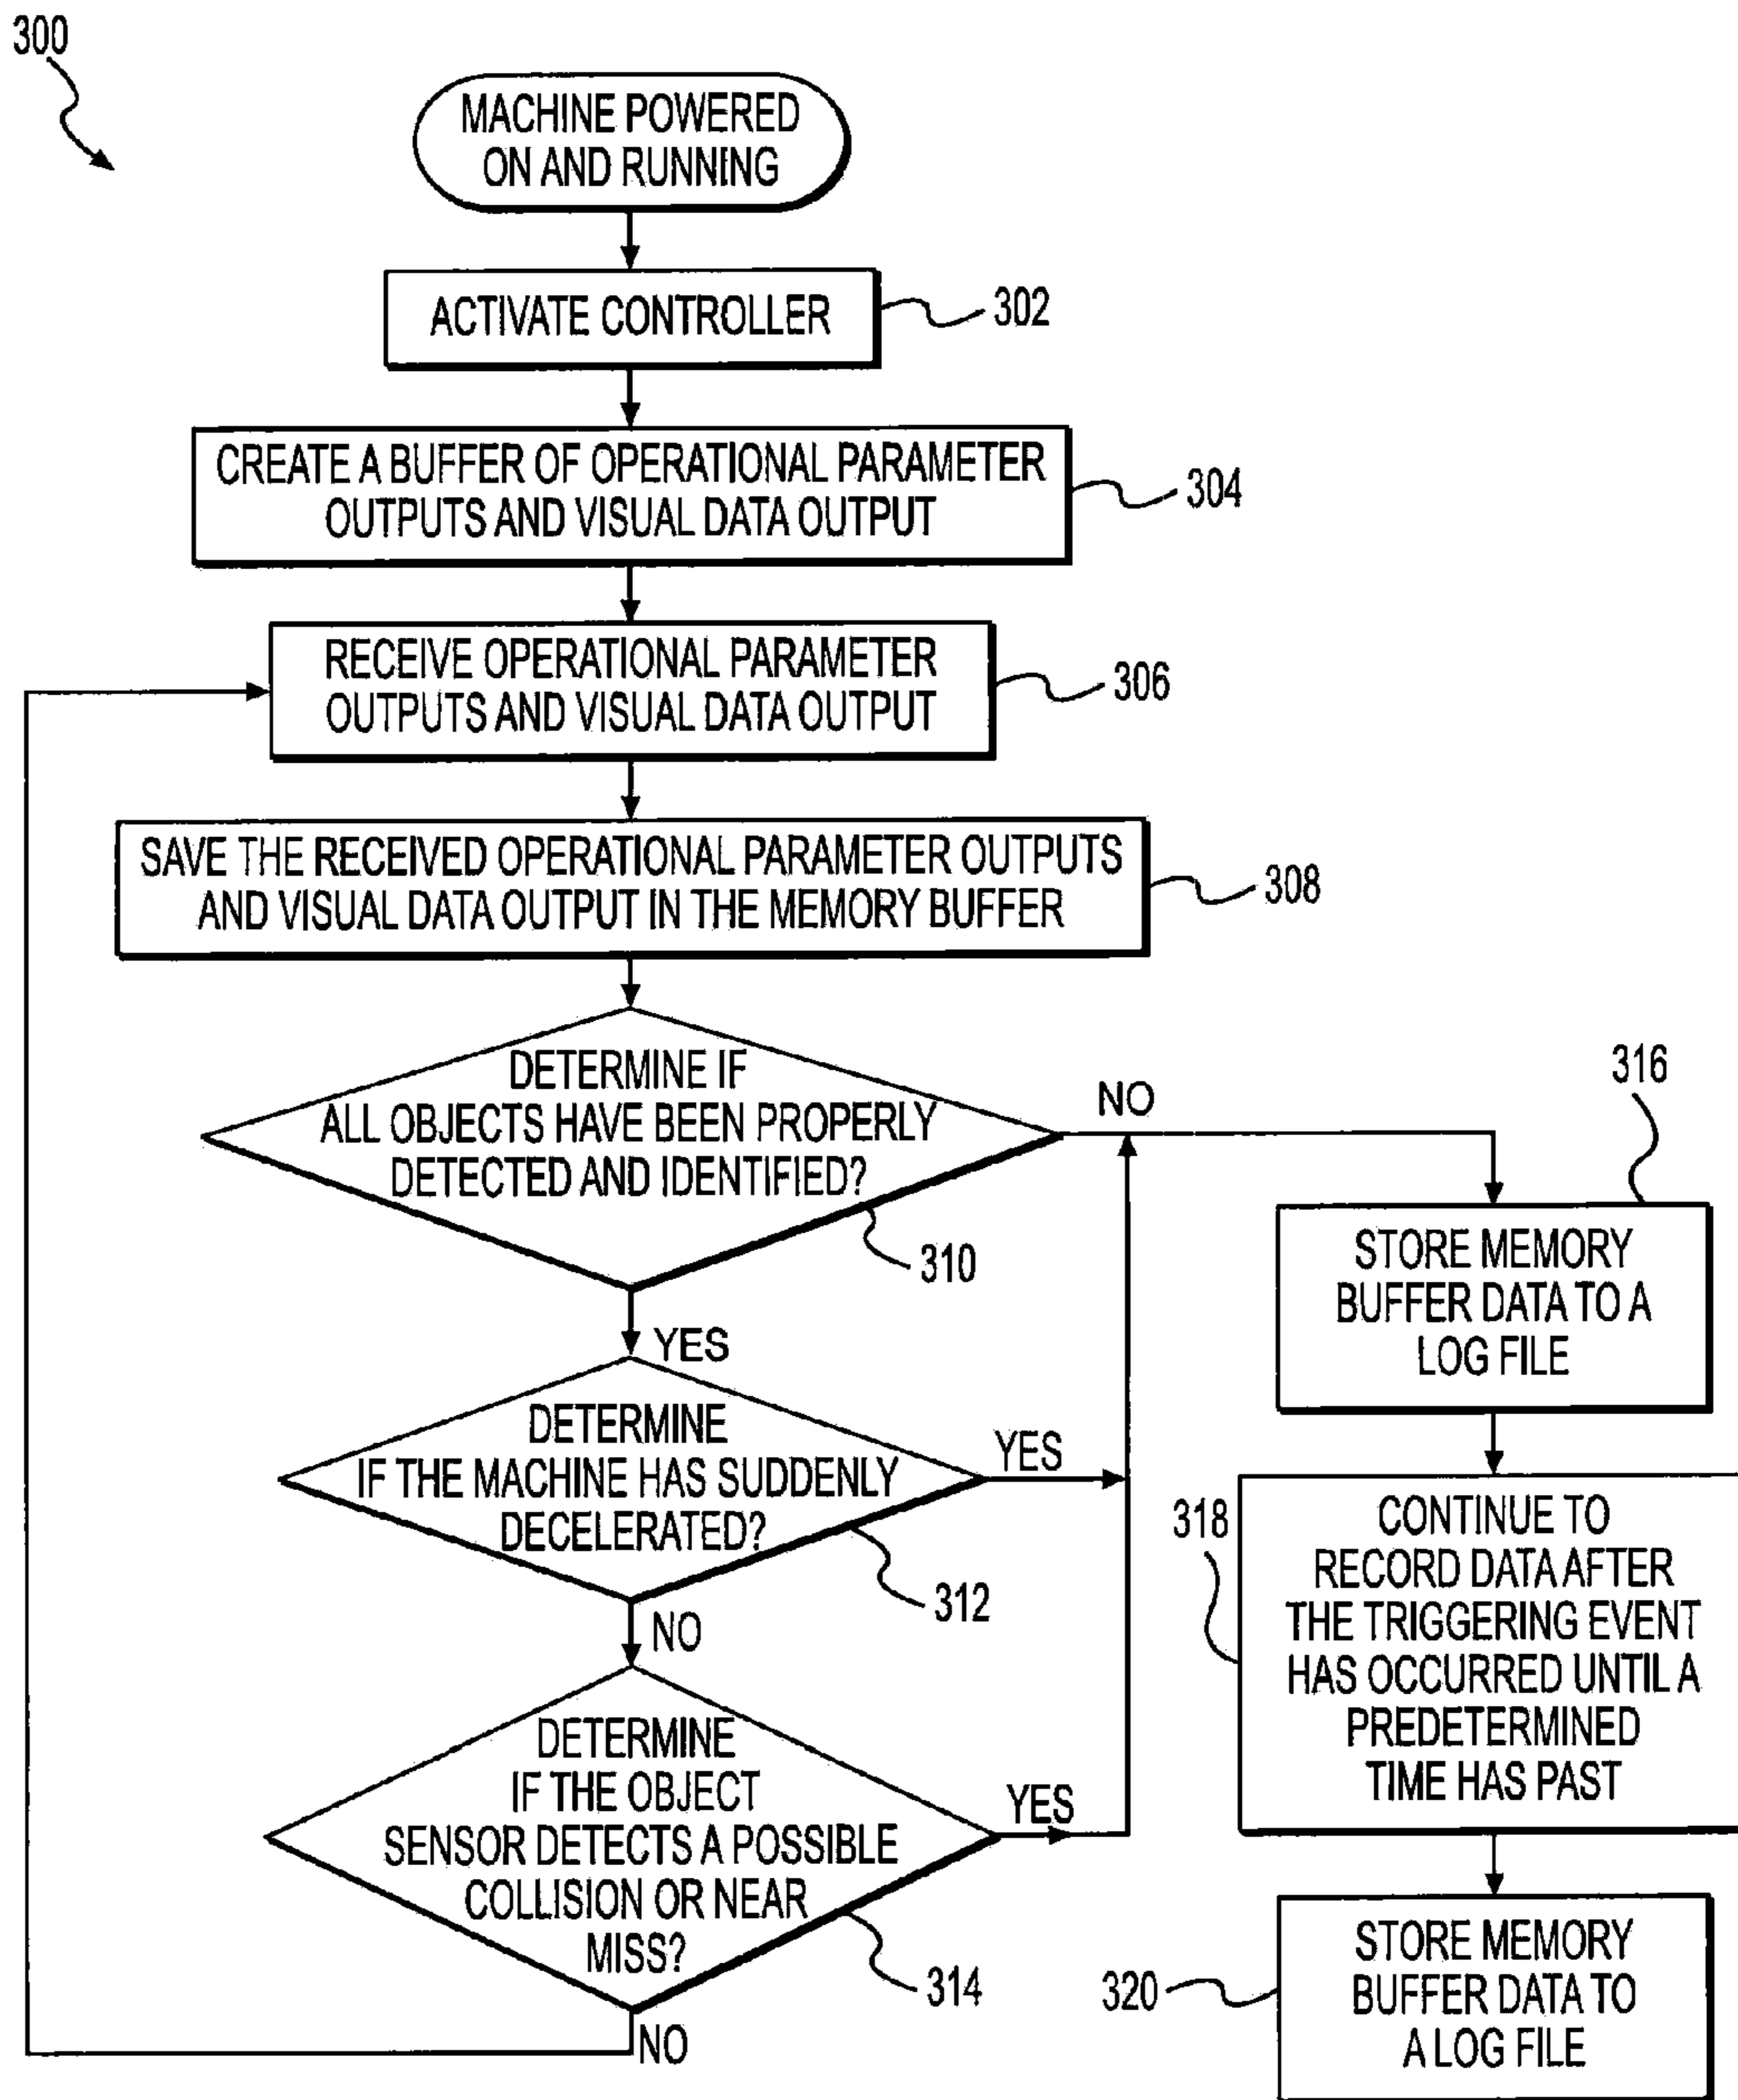 300
MACHINE POWERED
ON AND RUNNING
ACTIVATE CONTROLLER
302
CREATE A BUFFER OF OPERATIONAL PARAMETER
OUTPUTS AND VISUAL DATA OUTPUT
304
RECEIVE OPERATIONAL PARAMETER
OUTPUTS AND VISUAL DATA OUTPUT
306
SAVE THE RECEIVED OPERATIONAL PARAMETER OUTPUTS
AND VISUAL DATA OUTPUT IN THE MEMORY BUFFER
308
DETERMINE IF
ALL OBJECTS HAVE BEEN PROPERLY
DETECTED AND IDENTIFIED?
310
NO
YES
DETERMINE
IF THE MACHINE HAS SUDDENLY
DECELERATED?
312
YES
NO
DETERMINE
IF THE OBJECT
SENSOR DETECTS A POSSIBLE
COLLISION OR NEAR
MISS?
314
YES
NO
316
STORE MEMORY
BUFFER DATA TO A
LOG FILE
318
CONTINUE TO
RECORD DATA AFTER
THE TRIGGERING EVENT
HAS OCCURRED UNTIL A
PREDETERMINED
TIME HAS PAST
320
STORE MEMORY
BUFFER DATA TO
A LOG FILE